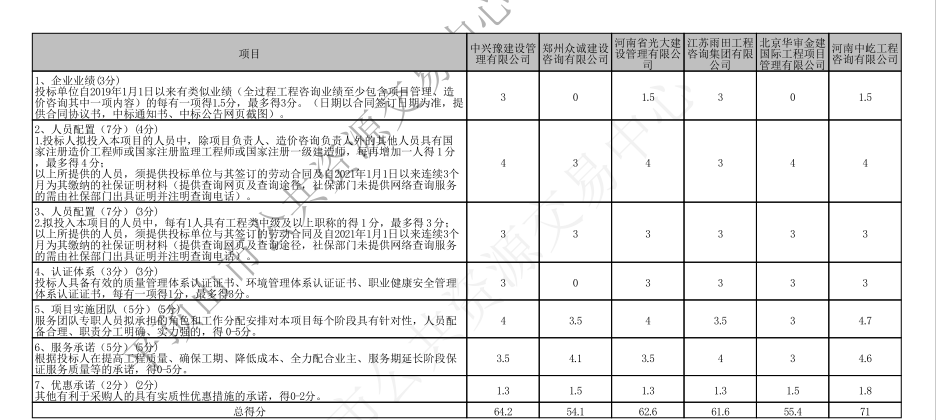 项目
中兴豫建设管
理有限公司
郑州众诚建设
咨询有限公司
河南省光大建
设管理有限公
司
江苏雨田工程
咨询集团有限
公司
北京华审金建
国际工程项目
管理有限公司
河南中屹工程
咨询有限公司
1、企业业绩(3分)
投标单位自2019年1月1日以来有类似业绩（全过程工程咨询业绩至少包含项目管理、造
价咨询其中一项内容）的每有一项得1.5分，最多得3分。（日期以合同签订日期为准，提
供合同协议书，中标通知书、中标公告网页截图）。
3 0 1.5 3 0 1.5
2、人员配置（7分）(4分)
1.投标人拟投入本项目的人员中，除项目负责人、造价咨询负责人外的其他人员具有国
家注册造价工程师或国家注册监理工程师或国家注册一级建造师，每再增加一人得１分
，最多得４分；
以上所提供的人员，须提供投标单位与其签订的劳动合同及自2021年1月1日以来连续3个
月为其缴纳的社保证明材料（提供查询网页及查询途径，社保部门未提供网络查询服务
的需由社保部门出具证明并注明查询电话）。
4 3 4 3 4 4
3、人员配置（7分）(3分)
2.拟投入本项目的人员中，每有1人具有工程类中级及以上职称的得１分，最多得３分；
以上所提供的人员，须提供投标单位与其签订的劳动合同及自2021年1月1日以来连续3个
月为其缴纳的社保证明材料（提供查询网页及查询途径，社保部门未提供网络查询服务
的需由社保部门出具证明并注明查询电话）。
3 3 3 3 3 3
4、认证体系（3分）(3分)
投标人具备有效的质量管理体系认证证书、环境管理体系认证证书、职业健康安全管理
体系认证证书，每有一项得1分，最多得3分。
3 0 3 3 3 3
5、项目实施团队（5分）(5分)
服务团队专职人员拟承担的角色和工作分配安排对本项目每个阶段具有针对性，人员配
备合理、职责分工明确、实力强的，得 0-5分。
4 3.5 4 3.5 3 4.7
6、服务承诺（5分）(5分)
根据投标人在提高工程质量、确保工期、降低成本、全力配合业主、服务期延长阶段保
证服务质量等的承诺，得0-5分。
3.5 4.1 3.5 4 3 4.6
7、优惠承诺（2分）(2分)
其他有利于采购人的具有实质性优惠措施的承诺，得0-2分。
1.3 1.5 1.3 1.3 1.5 1.8
总得分 64.2 54.1 62.6 61.6 55.4 71